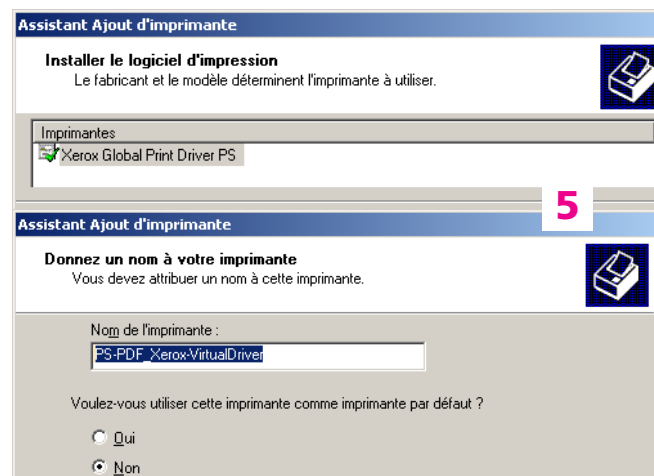 Assistant Ajout d'imprimante
Installer le logiciel d'impression
Le fabricant et le modèle déterminent l'imprimante à utiliser.
Imprimantes
Xerox Global Print Driver PS
5
Assistant Ajout d'imprimante
Donnez un nom à votre imprimante
Vous devez attribuer un nom à cette imprimante.
Nom de l'imprimante :
PS-PDF_Xerox-VirtualDriver
Voulez-vous utiliser cette imprimante comme imprimante par défaut ?
Oui
Non